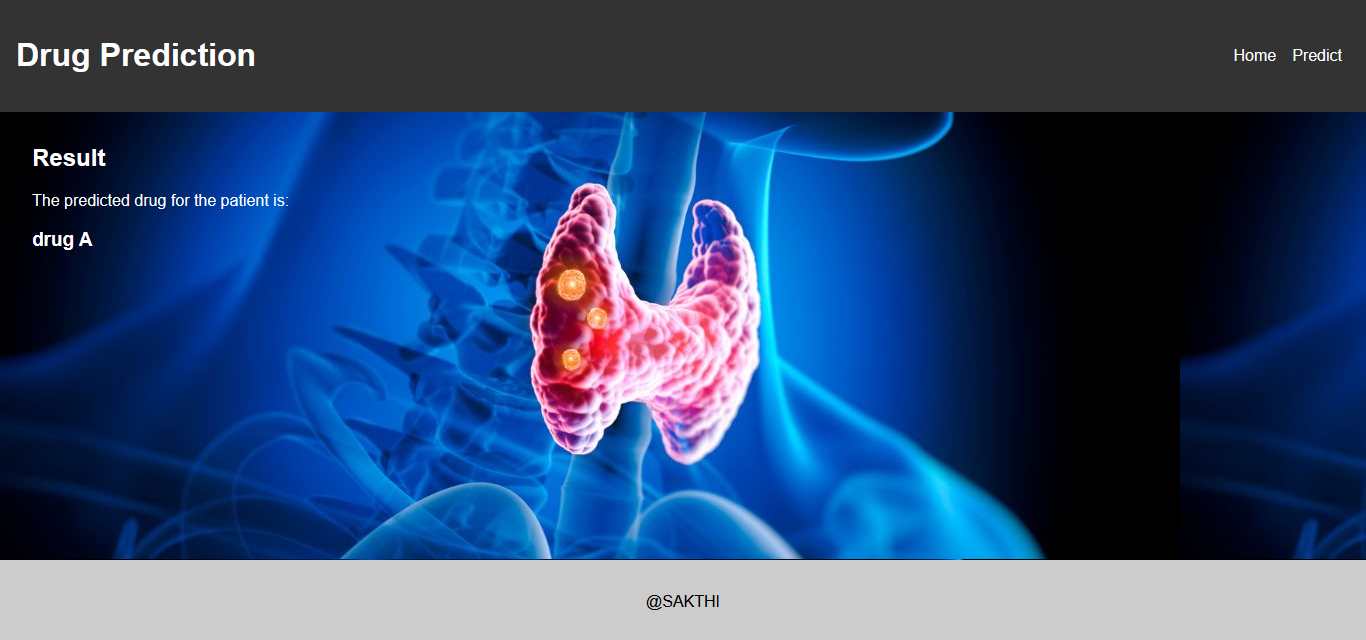 Drug Prediction
Home Predict
Result
The predicted drug for the patient is:
drug A
@SAKTHI